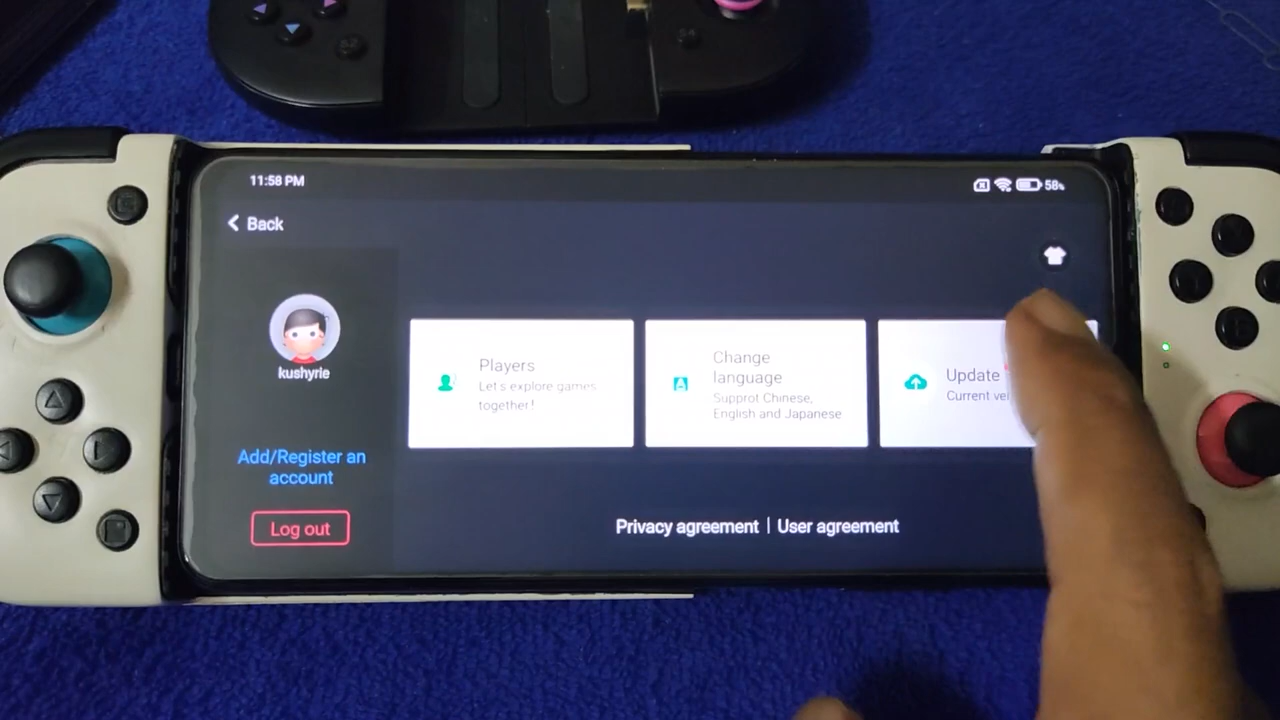 11:58 PM
58%
Back
kushyrie
Add/Register an
account
Log out
Players
Let s explore games
together!
Change
language
Supprot Chinese,
English and Japanese
Update
Current
Privacy agreement | User agreement